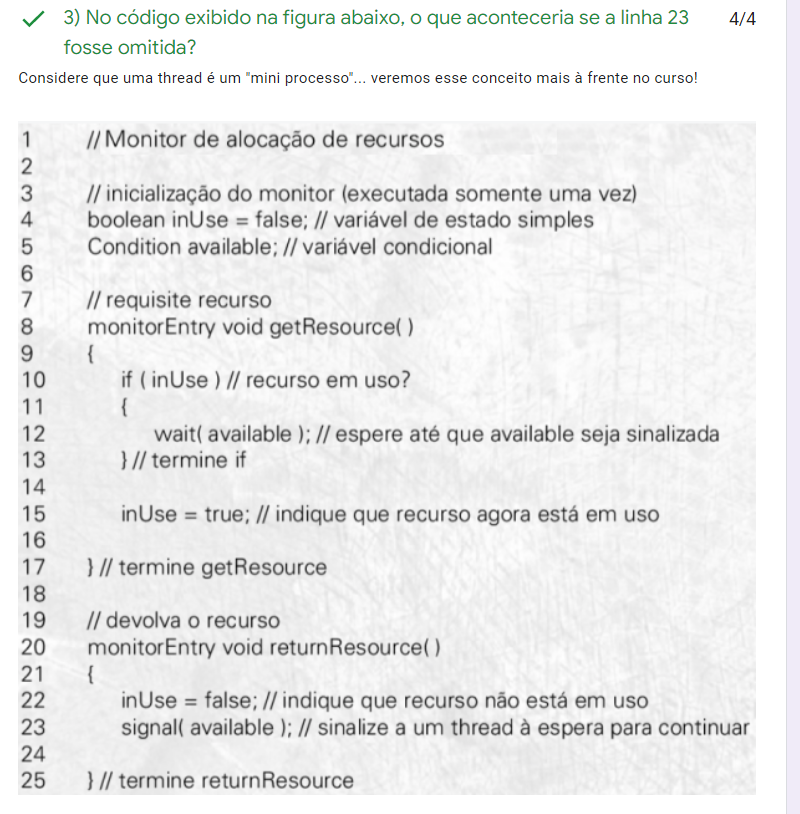 3) No código exibido na figura abaixo, o que aconteceria se a linha 23 4/4
fosse omitida?
Considere que uma thread é um "mini processo"... veremos esse conceito mais à frente no curso!
1 // Monitor de alocação de recursos
2
3 // inicialização do monitor (executada somente uma vez)
4 boolean inUse = false; // variável de estado simples
5 Condition available; // variável condicional
6
7 // requisite recurso
8 monitorEntry void getResource( )
9 {
10 if ( inUse ) // recurso em uso?
11 {
12 wait( available ); // espere até que available seja sinalizada
13 } // termine if
14
15 inUse = true; // indique que recurso agora está em uso
16
17 } // termine getResource
18
19 // devolva o recurso
20 monitorEntry void returnResource( )
21 {
22 inUse = false; // indique que recurso não está em uso
23 signal( available ); // sinalize a um thread à espera para continuar
24
25 } // termine returnResource